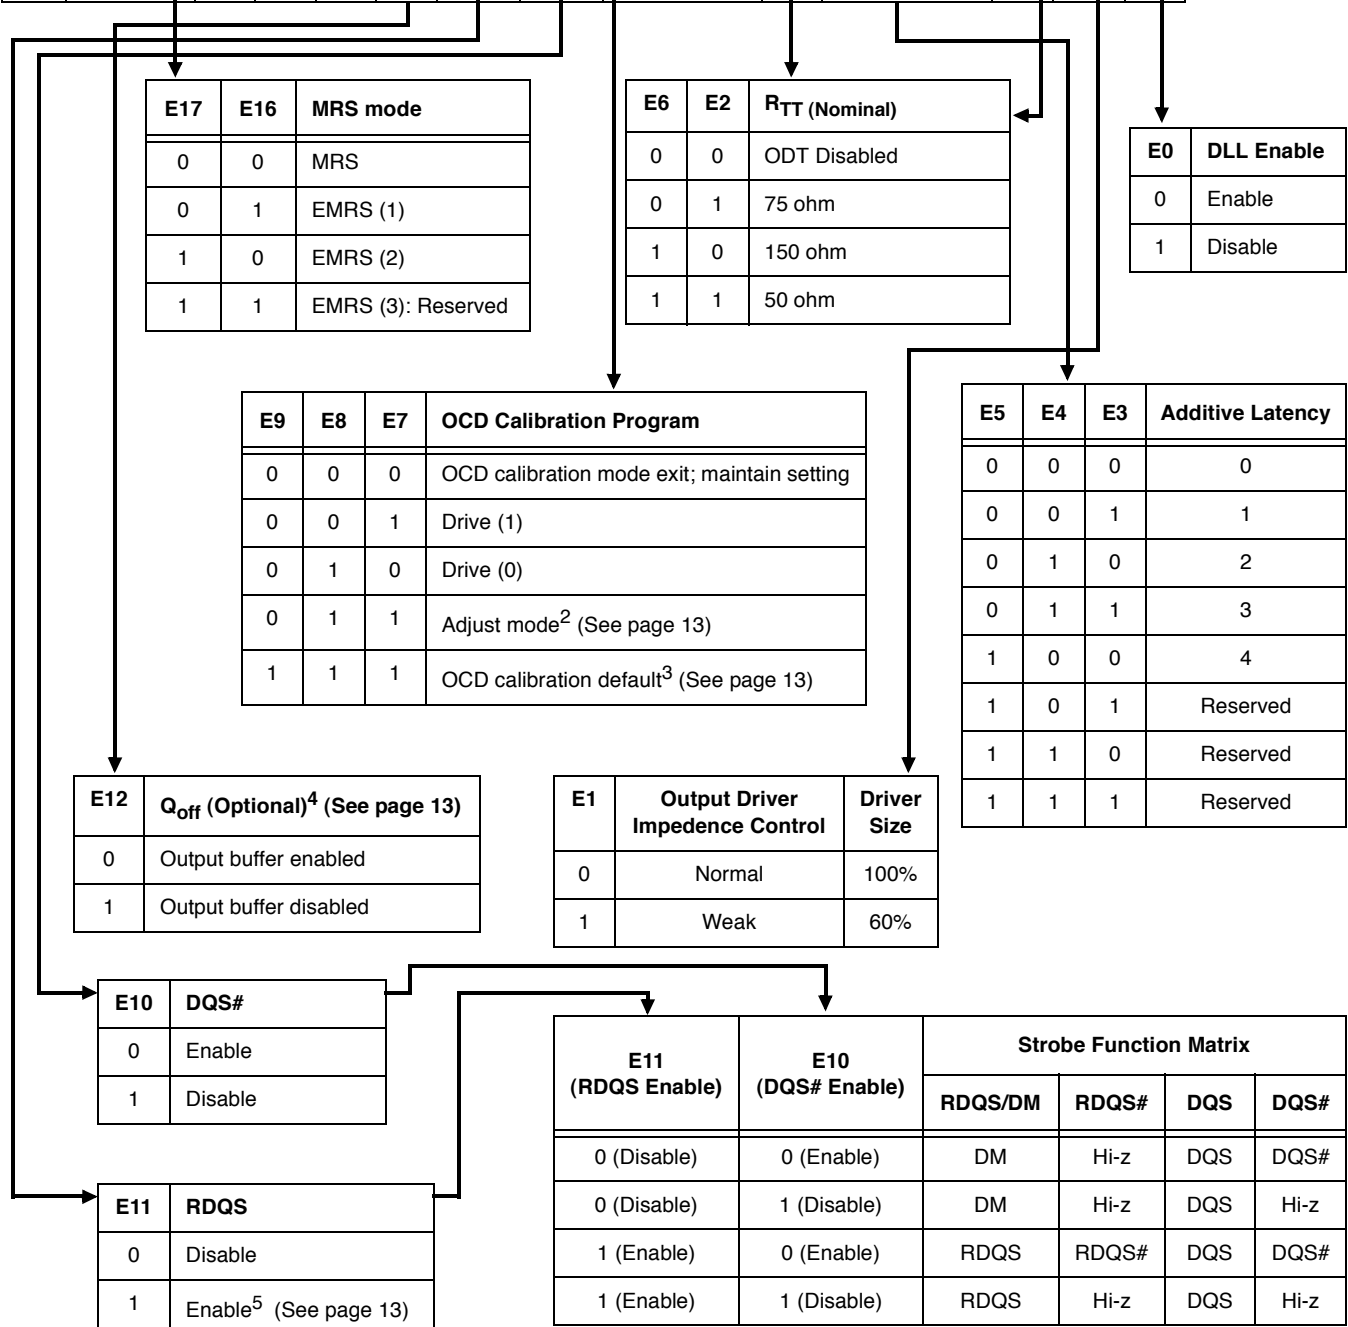 E17 E16 MRS mode
0 0 MRS
0 1 EMRS (1)
1 0 EMRS (2)
1 1 EMRS (3): Reserved
E6 E2 RTT (Nominal)
0 0 ODT Disabled
0 1 75 ohm
1 0 150 ohm
1 1 50 ohm
E0 DLL Enable
0 Enable
1 Disable
E9 E8 E7 OCD Calibration Program
0 0 0 OCD calibration mode exit; maintain setting
0 0 1 Drive (1)
0 1 0 Drive (0)
0 1 1 Adjust mode2 (See page 13)
1 1 1 OCD calibration default3 (See page 13)
E5 E4 E3 Additive Latency
0 0 0 0
0 0 1 1
0 1 0 2
0 1 1 3
1 0 0 4
1 0 1 Reserved
1 1 0 Reserved
1 1 1 Reserved
E12 Qoff (Optional)4 (See page 13)
0 Output buffer enabled
1 Output buffer disabled
E1 Output Driver Driver
Impedence Control Size
0 Normal 100%
1 Weak 60%
E10 DQS#
0 Enable
1 Disable
E11 RDQS
0 Disable
1 Enable5 (See page 13)
E11 E10 Strobe Function Matrix
(RDQS Enable) (DQS# Enable) RDQS/DM RDQS# DQS DQS#
0 (Disable) 0 (Enable) DM Hi-z DQS DQS#
0 (Disable) 1 (Disable) DM Hi-z DQS Hi-z
1 (Enable) 0 (Enable) RDQS RDQS# DQS DQS#
1 (Enable) 1 (Disable) RDQS Hi-z DQS Hi-z